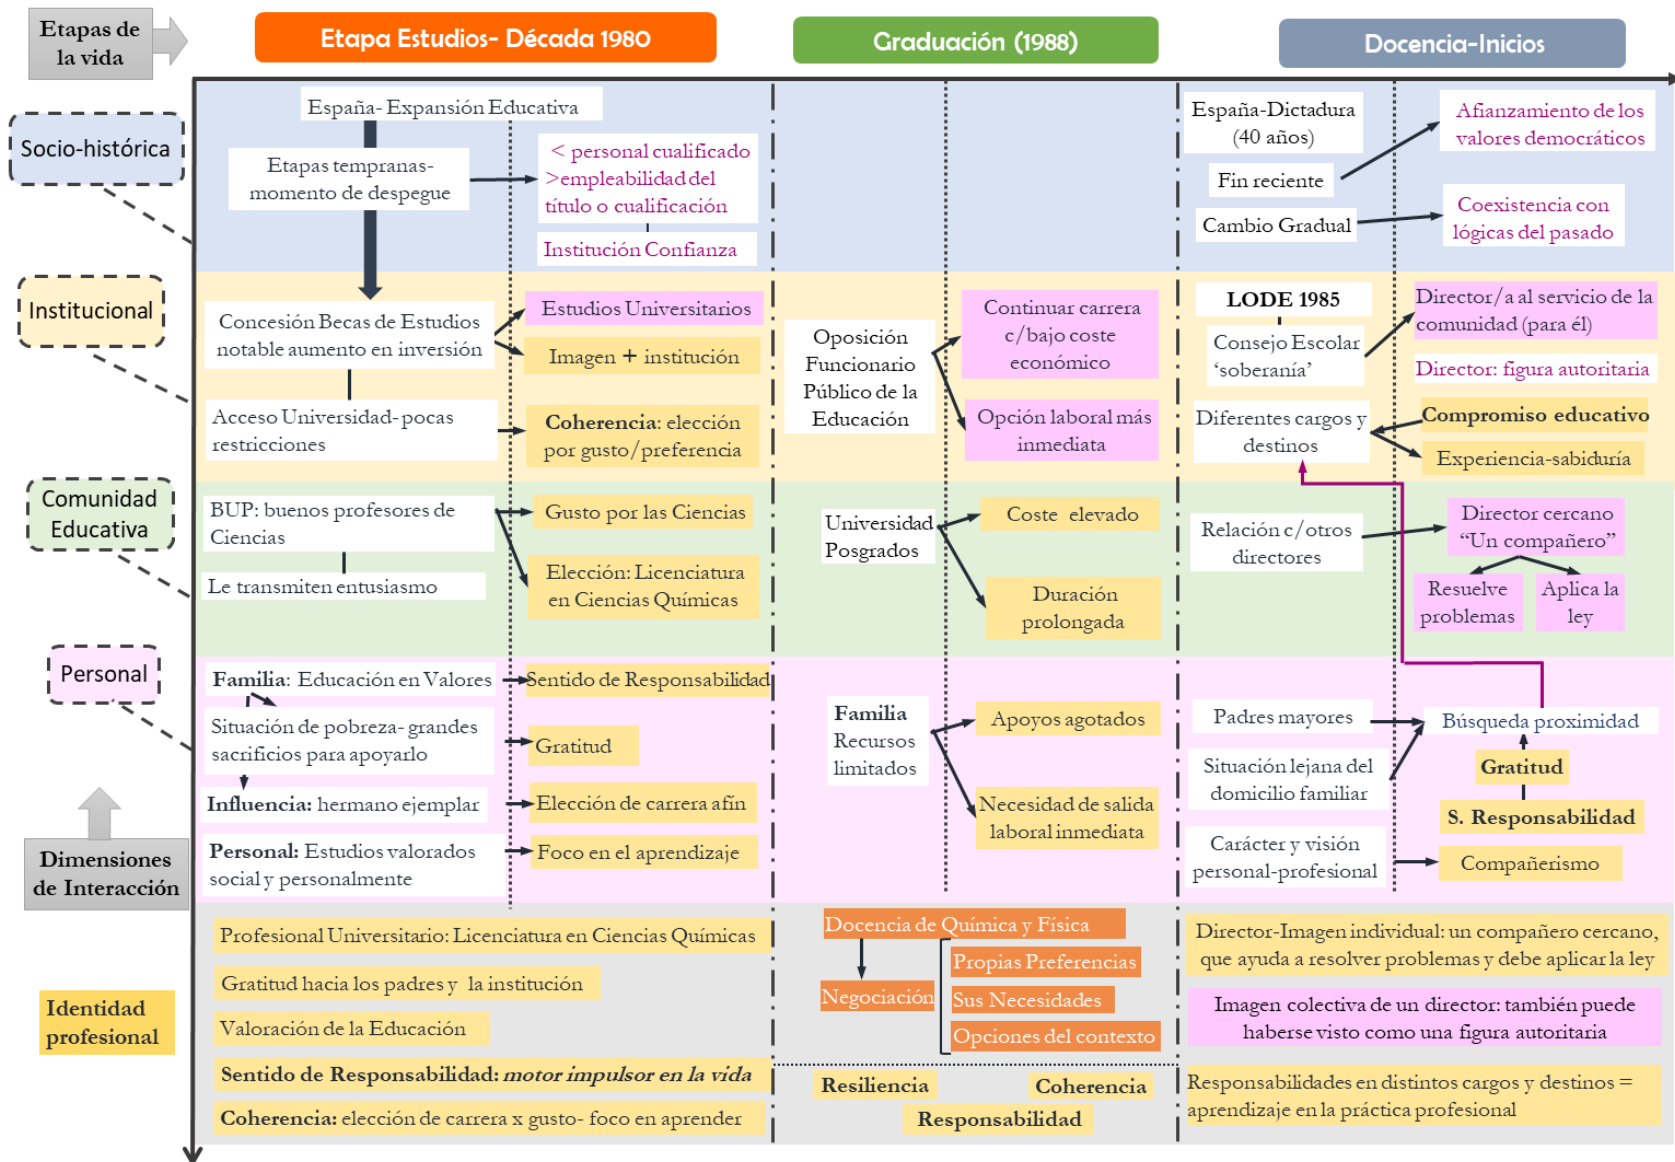 Etapas de
la vida
Etapa Estudios- Década 1980
Graduación (1988)
Docencia-Inicios
Socio-histórica
España- Expansión Educativa
Etapas tempranas-
momento de despegue
< personal cualificado
>empleabilidad del
título o cualificación
Institución Confianza
España-Dictadura
(40 años)
Fin reciente
Cambio Gradual
Afianzamiento de los
valores democráticos
Coexistencia con
lógicas del pasado
Institucional
Concesión Becas de Estudios
notable aumento en inversión
Acceso Universidad-pocas
restricciones
Estudios Universitarios
Imagen + institución
Coherencia: elección
por gusto/preferencia
Oposición
Funcionario
Público de la
Educación
Continuar carrera
c/bajo coste
económico
Opción laboral más
inmediata
LODE 1985
Consejo Escolar
‘soberanía’
Diferentes cargos y
destinos
Director/a al servicio de la
comunidad (para él)
Director: figura autoritaria
Compromiso educativo
Experiencia-sabiduría
Comunidad
Educativa
BUP: buenos profesores de
Ciencias
Le transmiten entusiasmo
Gusto por las Ciencias
Elección: Licenciatura
en Ciencias Químicas
Universidad
Posgrados
Coste elevado
Duración
prolongada
Relación c/otros
directores
Director cercano
“Un compañero”
Resuelve
problemas
Aplica la
ley
Personal
Familia: Educación en Valores
Situación de pobreza- grandes
sacrificios para apoyarlo
Influencia: hermano ejemplar
Personal: Estudios valorados
social y personalmente
Sentido de Responsabilidad
Gratitud
Elección de carrera afín
Foco en el aprendizaje
Familia
Recursos
limitados
Apoyos agotados
Necesidad de salida
laboral inmediata
Padres mayores
Situación lejana del
domicilio familiar
Carácter y visión
personal-profesional
Búsqueda proximidad
Gratitud
S. Responsabilidad
Compañerismo
Dimensiones
de Interacción
Identidad
profesional
Profesional Universitario: Licenciatura en Ciencias Químicas
Gratitud hacia los padres y la institución
Valoración de la Educación
Sentido de Responsabilidad: motor impulsor en la vida
Coherencia: elección de carrera x gusto- foco en aprender
Docencia de Química y Física
Negociación
Propias Preferencias
Sus Necesidades
Opciones del contexto
Resiliencia
Coherencia
Responsabilidad
Director-Imagen individual: un compañero cercano,
que ayuda a resolver problemas y debe aplicar la ley
Imagen colectiva de un director: también puede
haberse visto como una figura autoritaria
Responsabilidades en distintos cargos y destinos =
aprendizaje en la práctica profesional